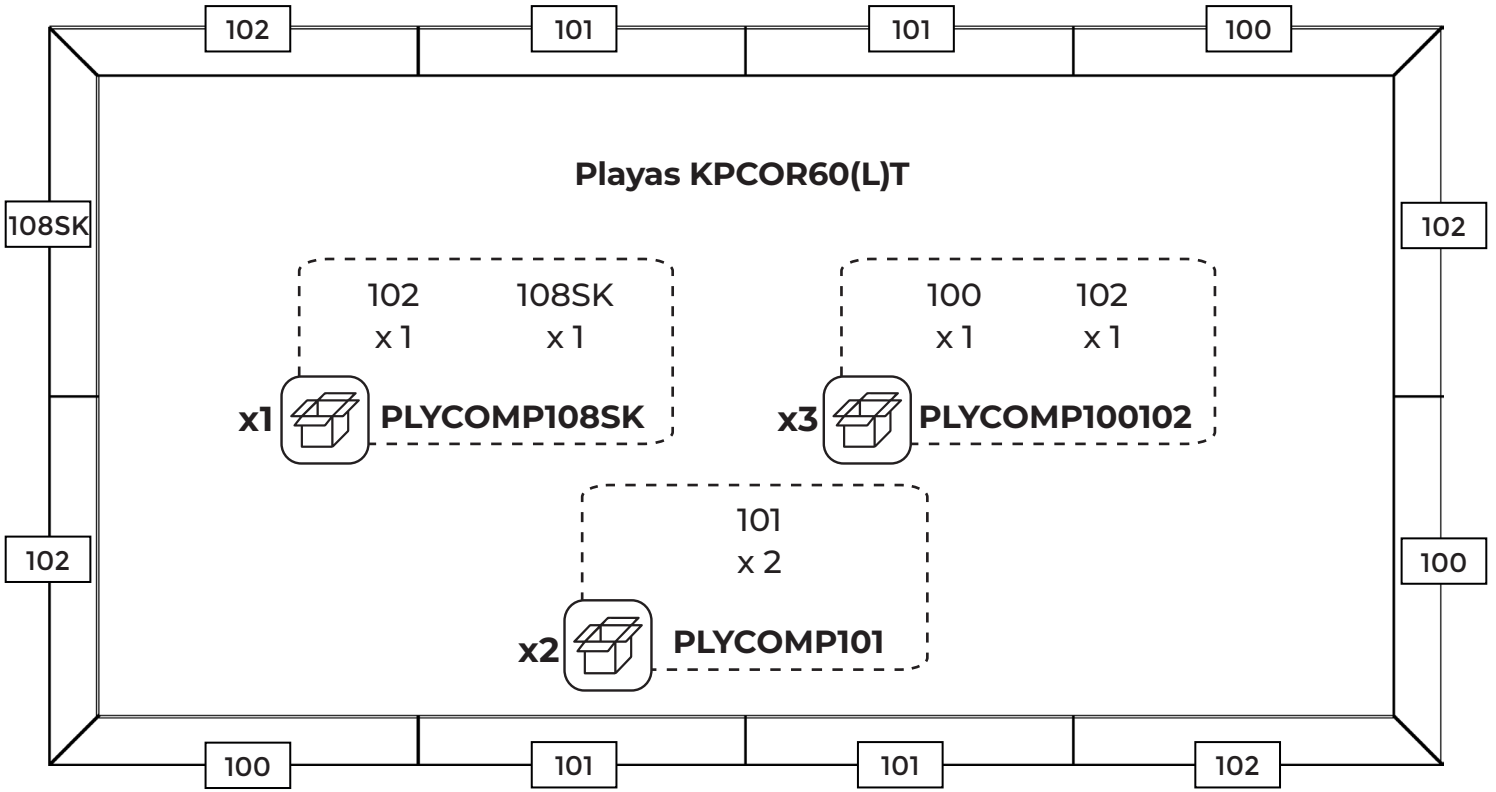 102 101 101 100
Playas KPCOR60(L)T
108SK 102
102 108SK 100 102
x 1 x 1 x 1 x 1
x1 PLYCOMP108SK x3 PLYCOMP100102
101
102 x 2 100
x2 PLYCOMP101
100 101 101 102